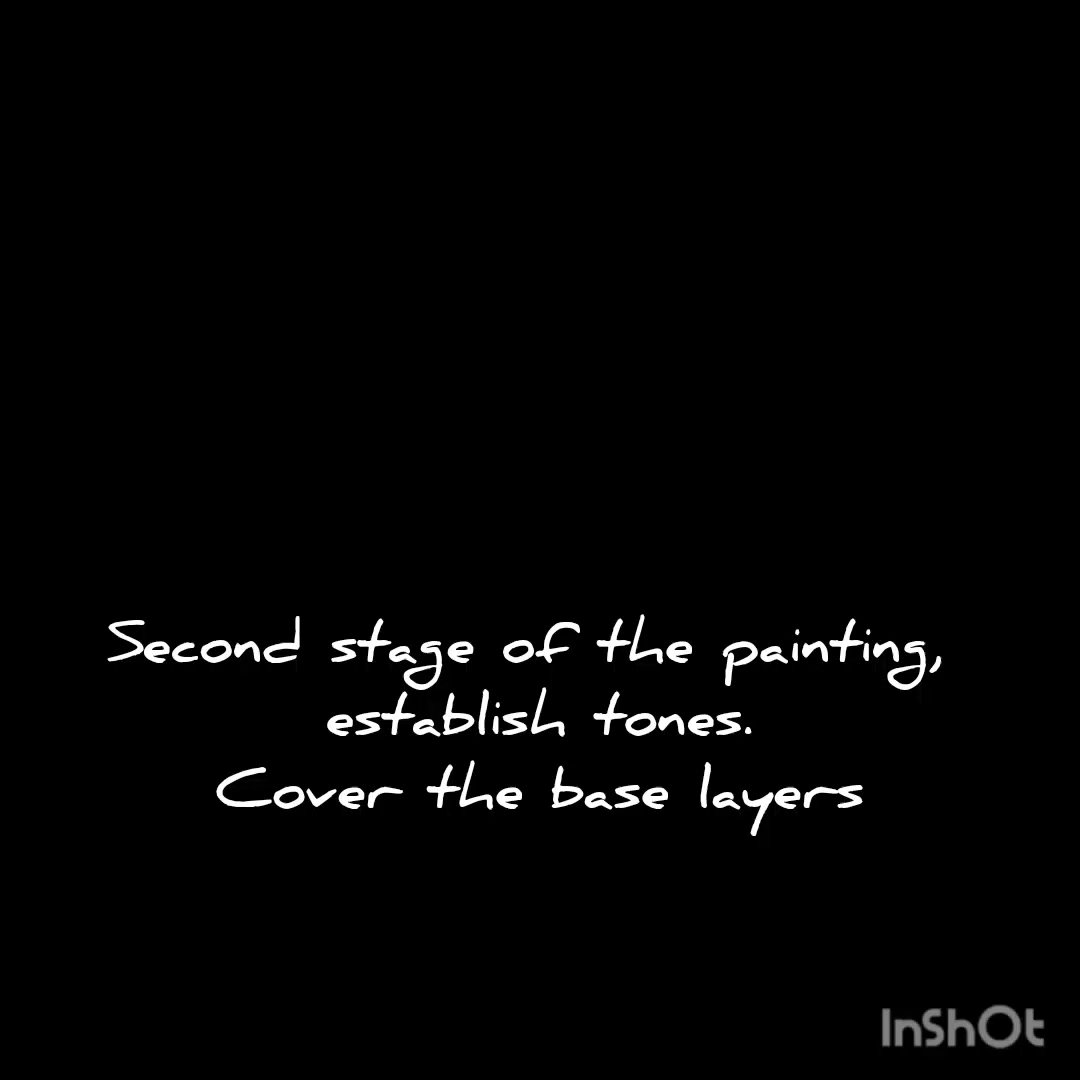 Second stage of the painting,
establish tones.
Cover the base layers
InShOt